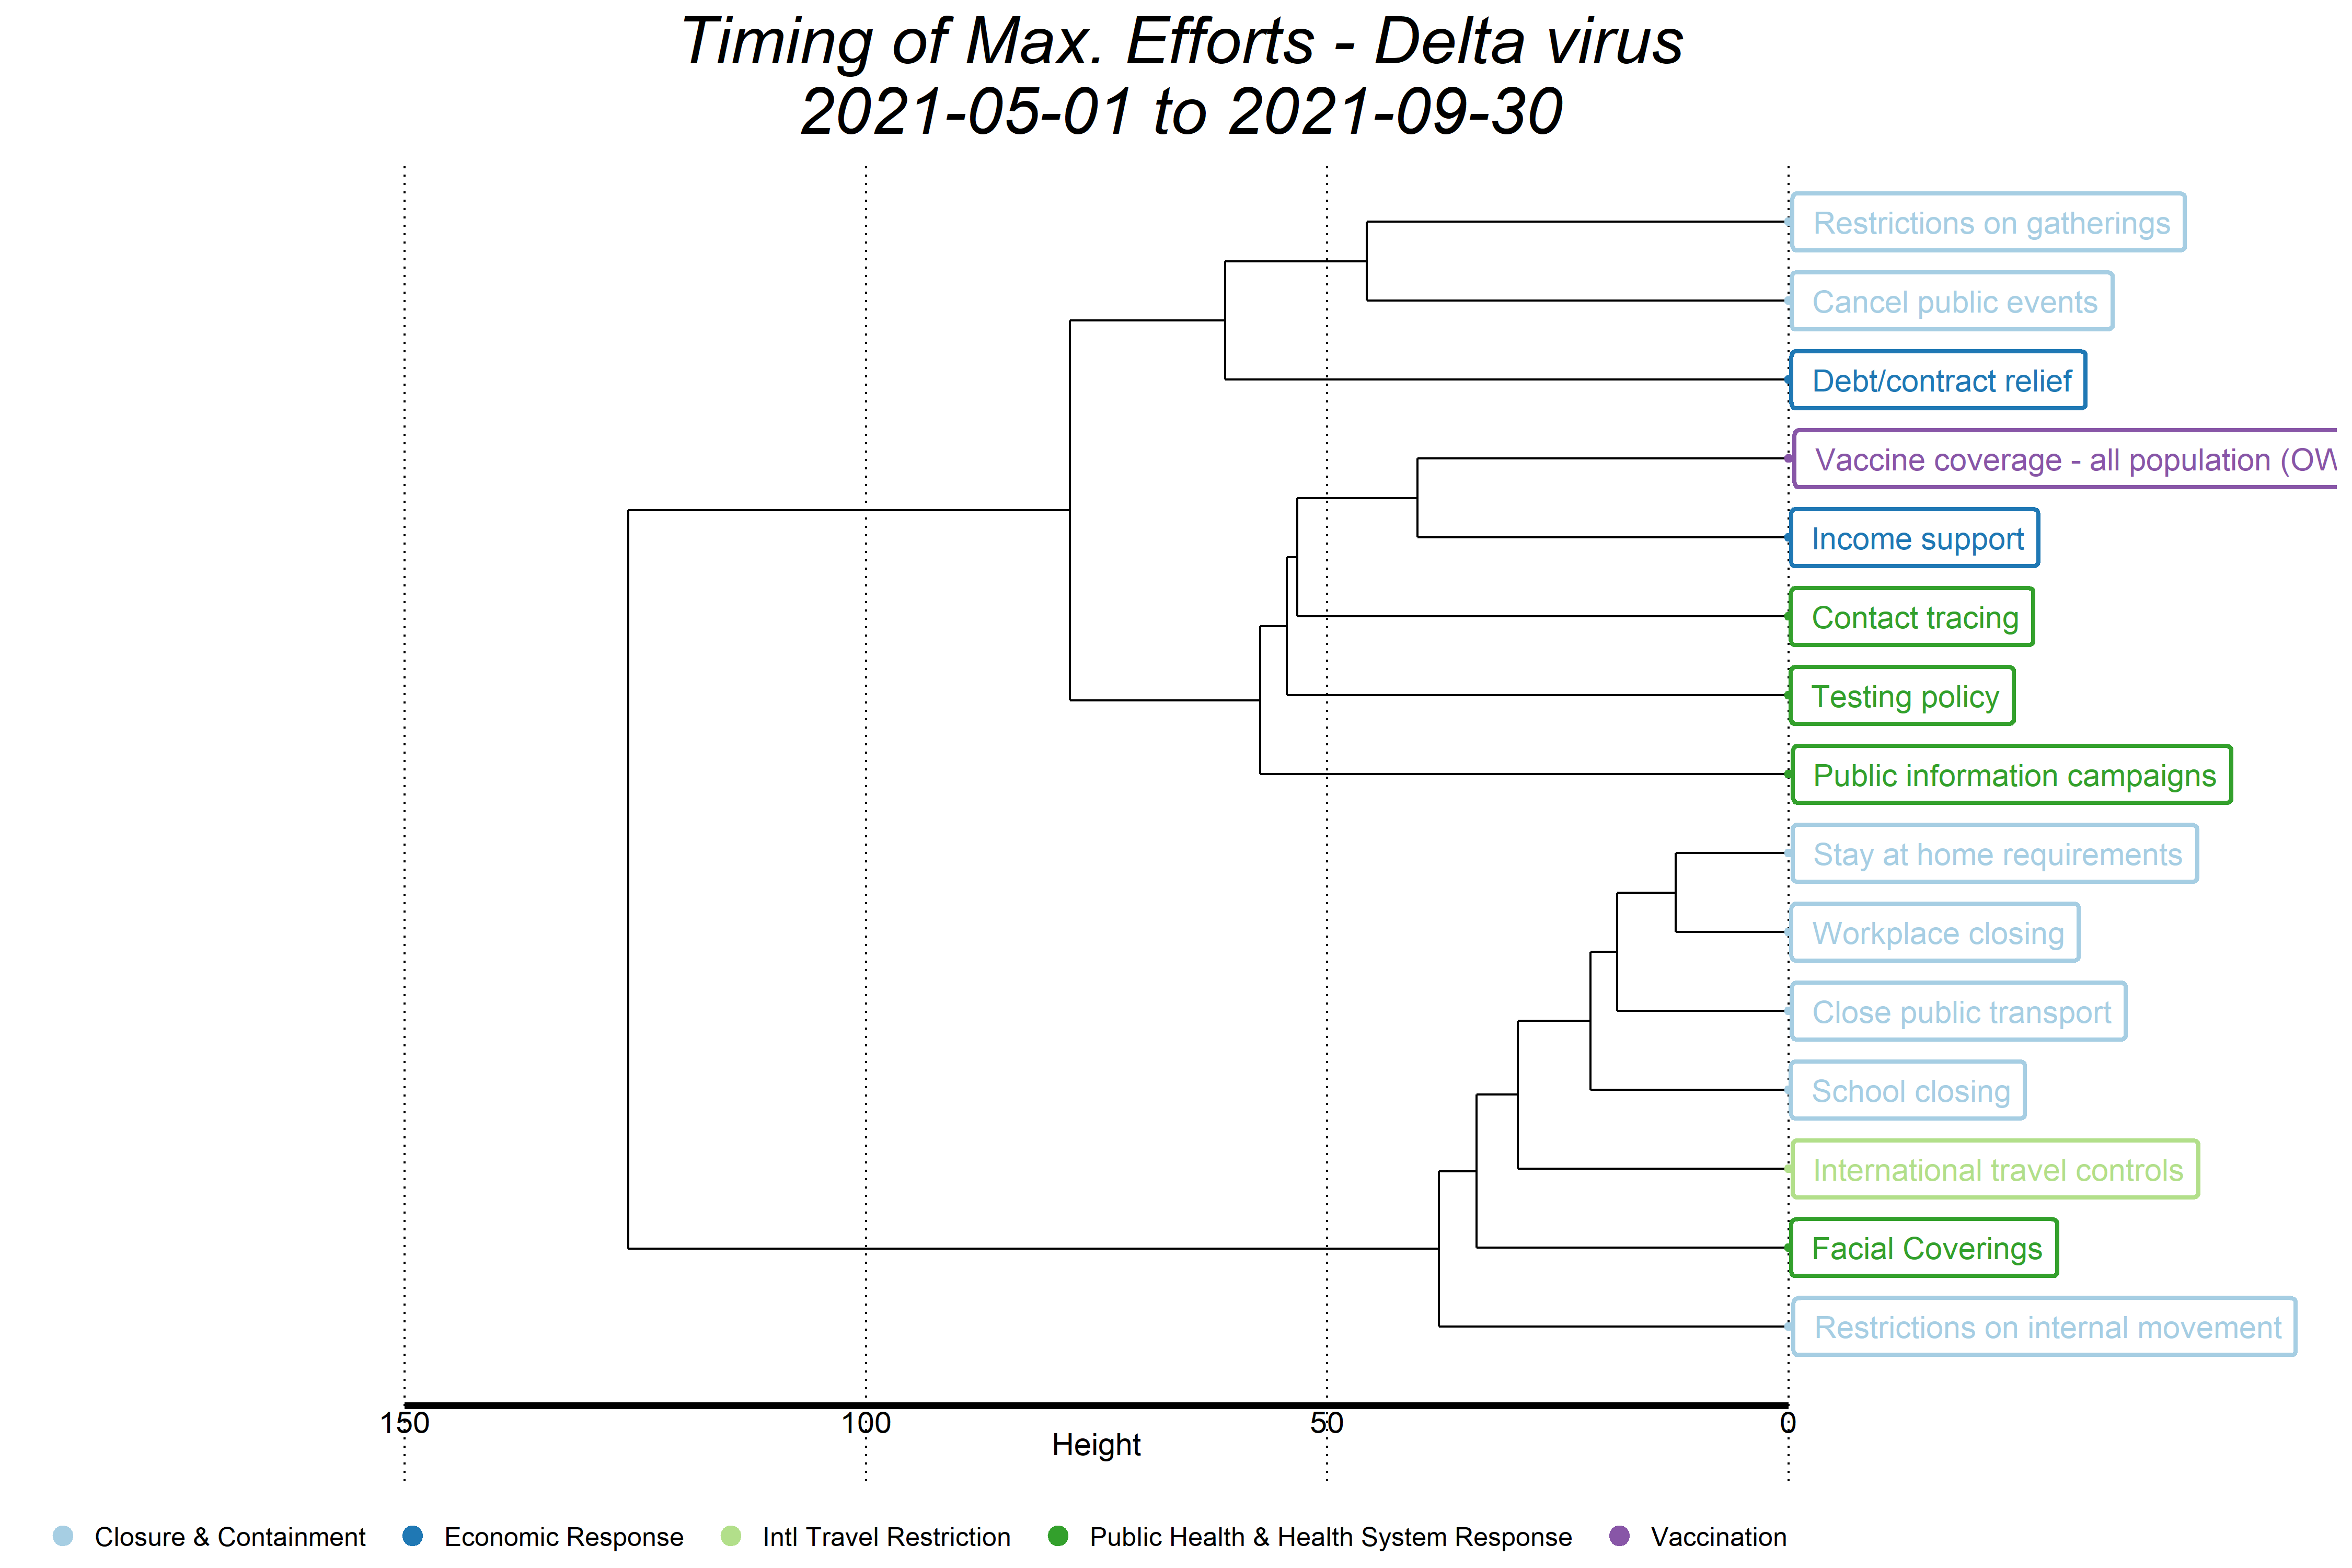 Timing of Max. Efforts - Delta virus
2021-05-01 to 2021-09-30
Restrictions on gatherings
Cancel public events
Debt/contract relief
Vaccine coverage - all population
Income support
Contact tracing
Testing policy
Public information campaigns
Stay at home requirements
Workplace closing
Close public transport
School closing
International travel controls
Facial Coverings
Restrictions on internal movement
150 100 50 0
Height
Closure & Containment Economic Response Intl Travel Restriction Public Health & Health System Response Vaccination